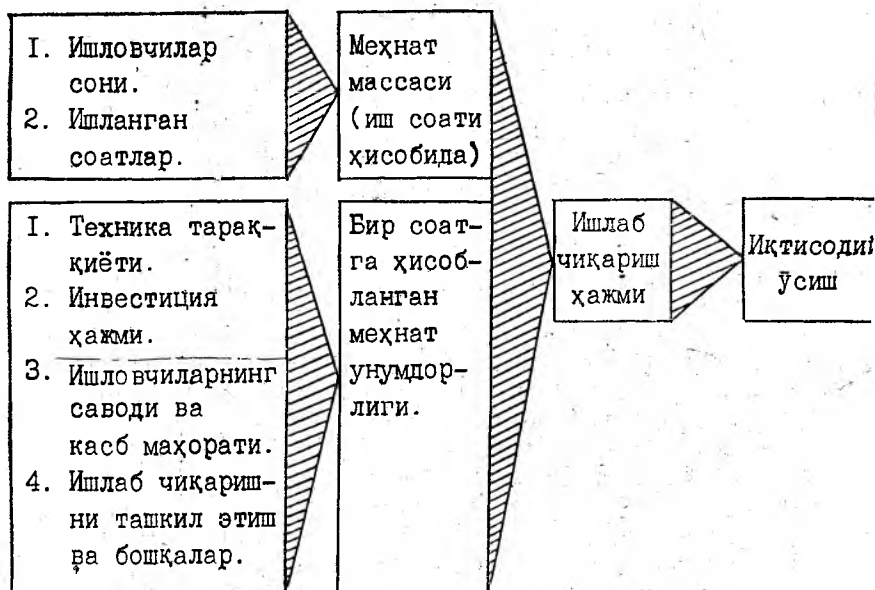 I. Ишловчилар
сони.
2. Ишланган
соатлар.
Меҳнат
массаси
(иш соати
ҳисобида)
I. Техника тарақ-
қиёти.
2. Инвестиция
ҳажми.
3. Ишловчиларнинг
саводи ва
касб маҳорати.
4. Ишлаб чиқариш-
ни ташкил этиш
ва бошқалар.
Бир соат-
га ҳисоб-
ланган
меҳнат
унумдор-
лиги.
Ишлаб
чиқариш
ҳажми
Иқтисодий
ўсиш